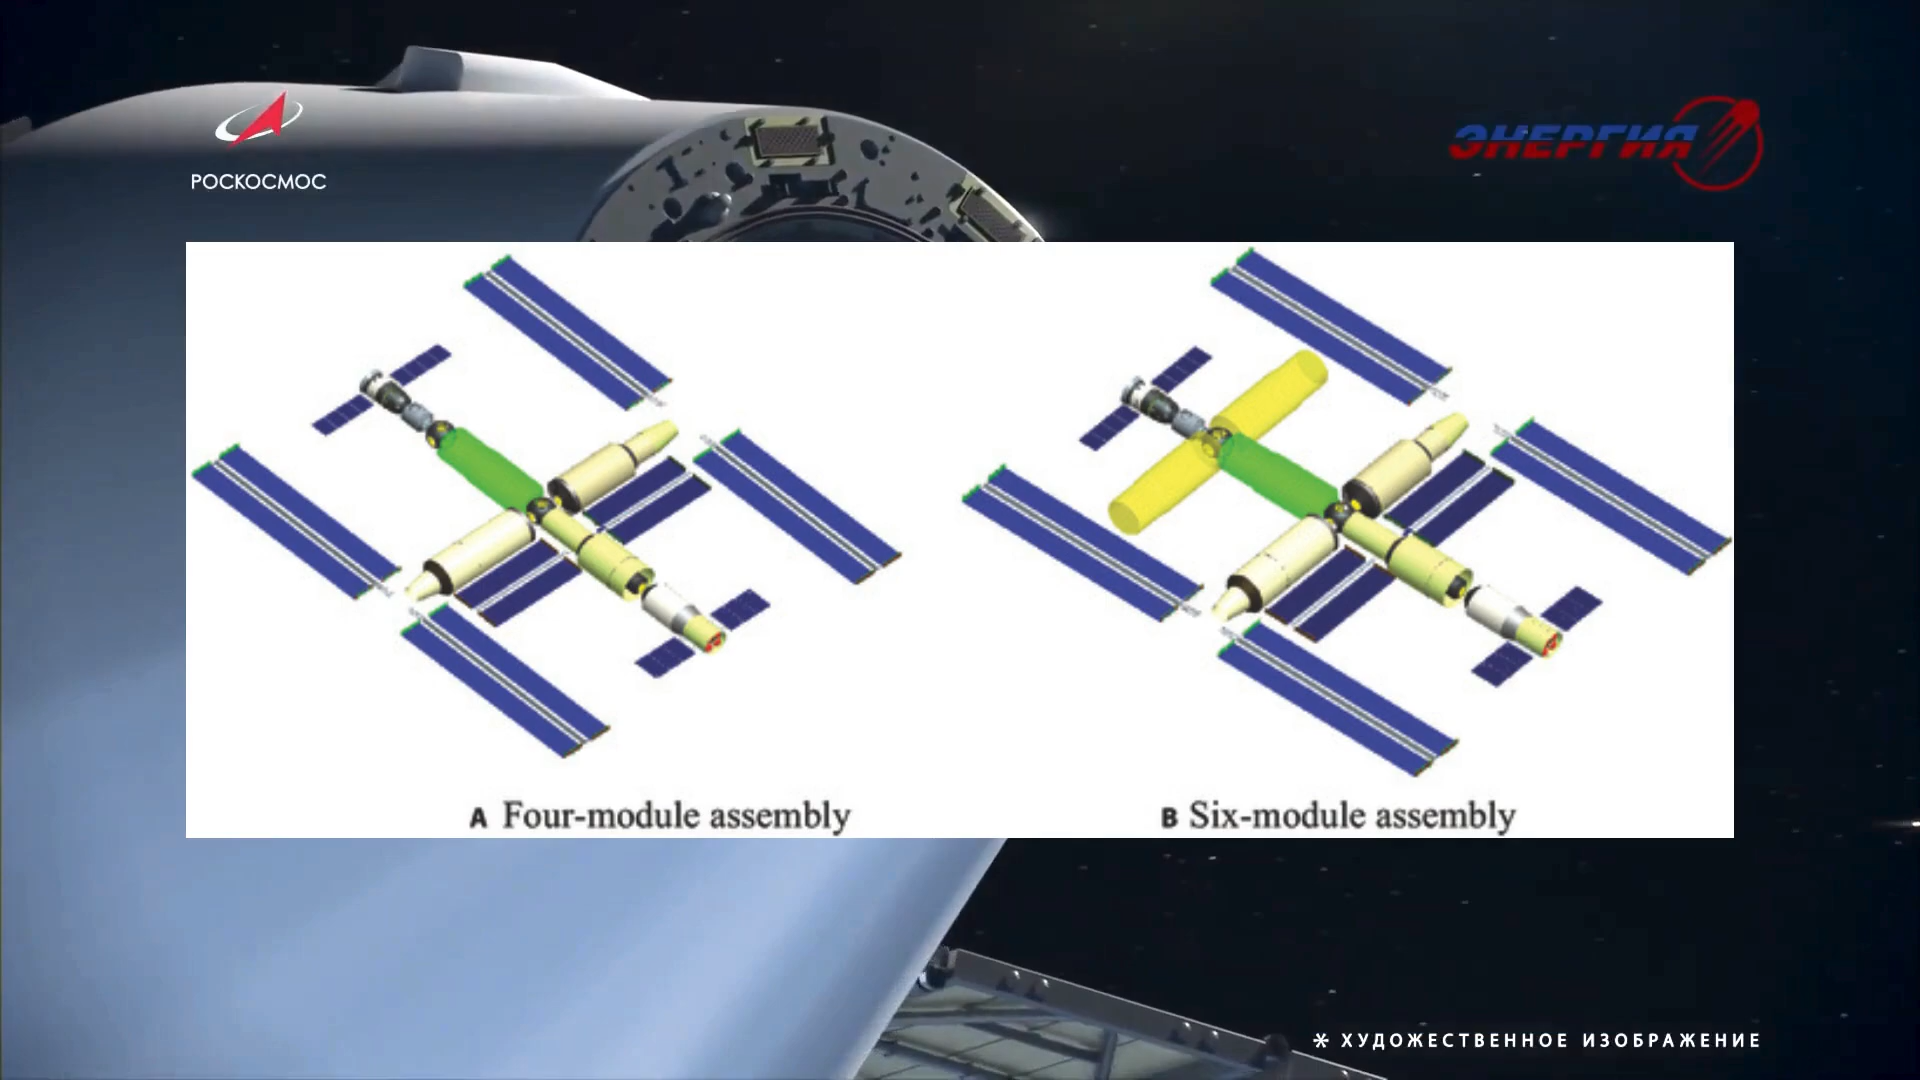 РОСКОСМОС
ЭНЕРГИЯ
A Four-module assembly
B Six-module assembly
* ХУДОЖЕСТВЕННОЕ ИЗОБРАЖЕНИЕ